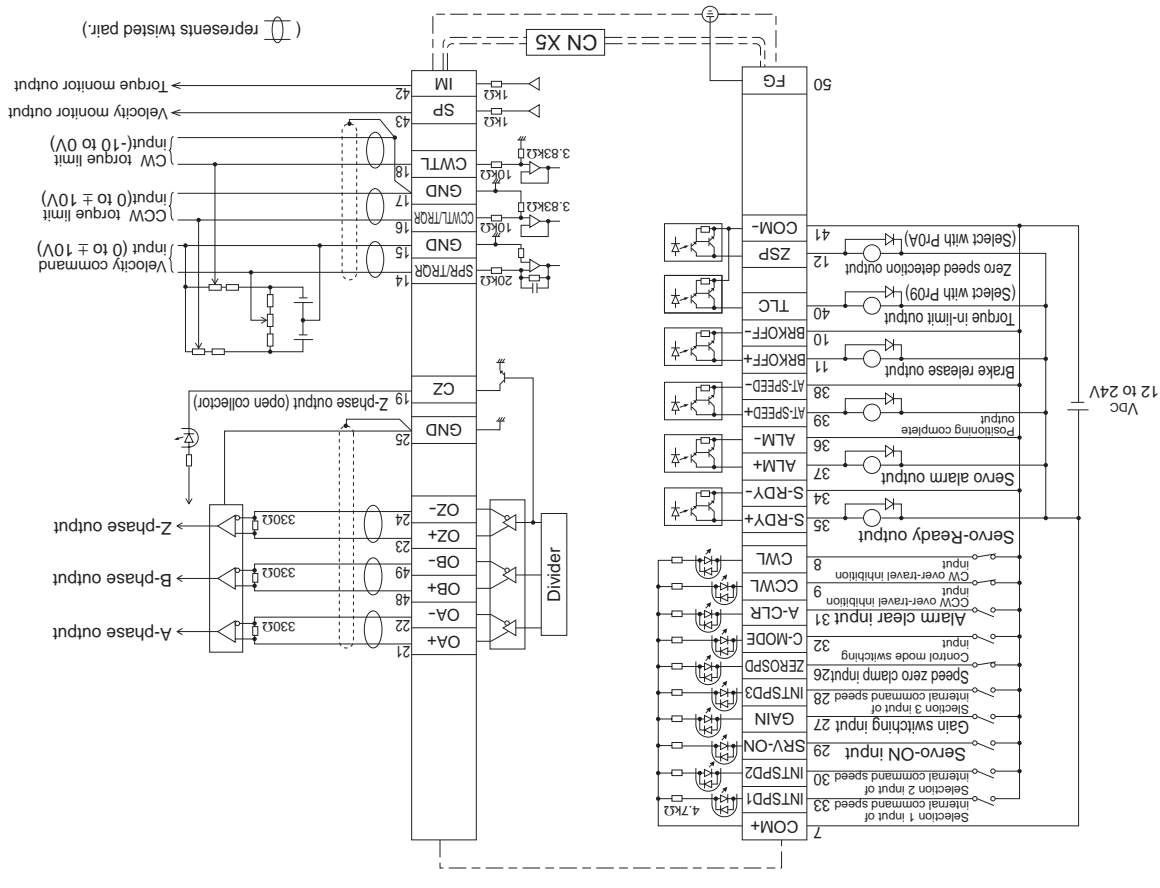 7 COM+
Selection 1 input of
internal command speed 33 INTSPD1 4.7kΩ
Selection 2 input of
internal command speed 30 INTSPD2
Servo-ON input 29 SRV-ON
Gain switching input 27 GAIN
Slection 3 input of
internal command speed 28 INTSPD3
Speed zero clamp input26 ZEROSPD
Control mode switching
input 32 C-MODE
Alarm clear input 31 A-CLR
CCW over-travel inhibition
input 9 CCWL
CW over-travel inhibition
input 8 CWL
Servo-Ready output
35 S-RDY+
34 S-RDY-
Servo alarm output 37 ALM+
36 ALM-
Positioning complete
output
39 AT-SPEED+
38 AT-SPEED-
Brake release output 11 BRKOFF+
10 BRKOFF-
Torque in-limit output
(Select with Pr09)
40 TLC
Zero speed detection output
(Select with Pr0A)
12 ZSP
41 COM-
50 FG
VDC
12 to 24V
Divider
OA+ 21
OA- 22 330Ω A-phase output
OB+ 48
OB- 49 330Ω B-phase output
OZ+ 23
OZ- 24 330Ω Z-phase output
GND 25
CZ 19 Z-phase output (open collector)
20kΩ SPR/TRQR 14 Velocity command
GND 15 input (0 to ± 10V)
10kΩ CCWTL/TRQR 16 CCW torque limit
3.83kΩ GND 17 input(0 to ± 10V)
10kΩ CWTL 18 CW torque limit
3.83kΩ input(-10 to 0V)
1kΩ SP 43 Velocity monitor output
1kΩ IM 42 Torque monitor output
CN X5
( represents twisted pair.)